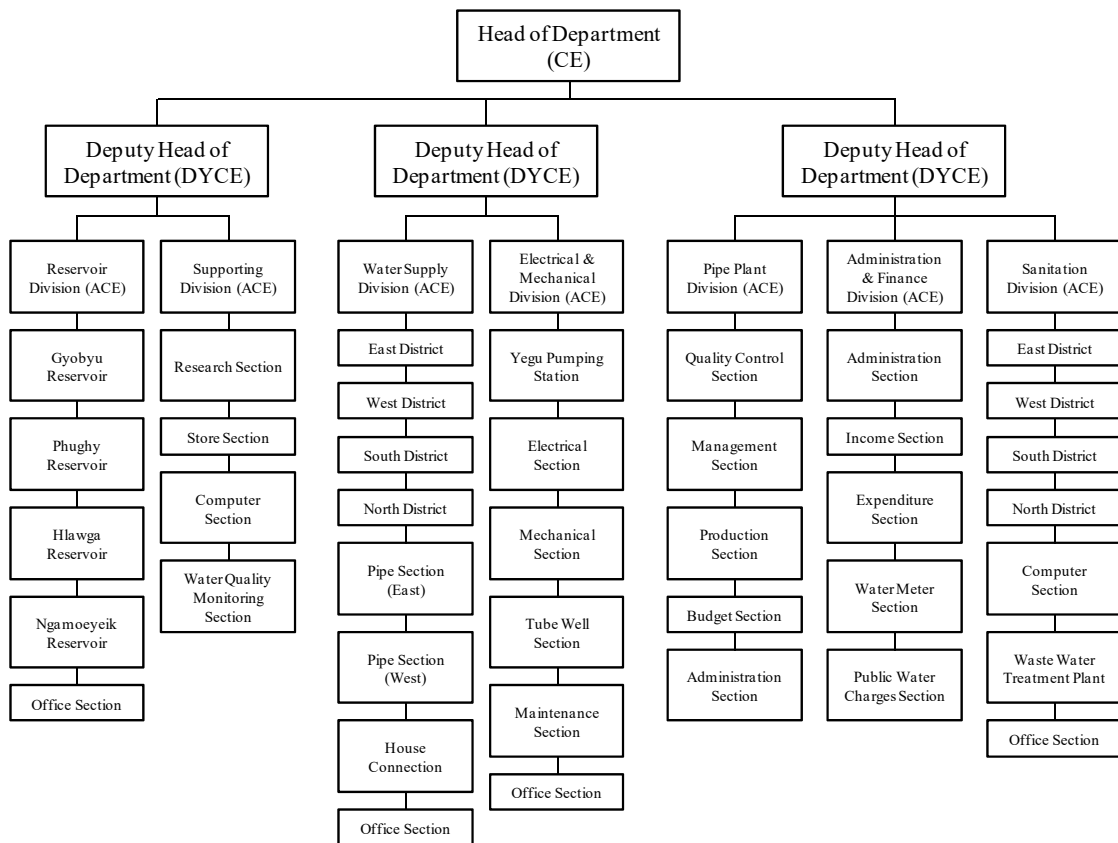 Head of Department
(CE)
Deputy Head of
Department (DYCE)
Deputy Head of
Department (DYCE)
Deputy Head of
Department (DYCE)
Reservoir
Division (ACE)
Gyobyu
Reservoir
Phughy
Reservoir
Hlawga
Reservoir
Ngamoeyeik
Reservoir
Office Section
Supporting
Division (ACE)
Research Section
Store Section
Computer
Section
Water Quality
Monitoring
Section
Water Supply
Division (ACE)
East District
West District
South District
North District
Pipe Section
(East)
Pipe Section
(West)
House
Connection
Office Section
Electrical &
Mechanical
Division (ACE)
Yegu Pumping
Station
Electrical
Section
Mechanical
Section
Tube Well
Section
Maintenance
Section
Office Section
Pipe Plant
Division (ACE)
Quality Control
Section
Management
Section
Production
Section
Budget Section
Administration
Section
Administration
& Finance
Division (ACE)
Administration
Section
Income Section
Expenditure
Section
Water Meter
Section
Public Water
Charges Section
Sanitation
Division (ACE)
East District
West District
South District
North District
Computer
Section
Waste Water
Treatment Plant
Office Section